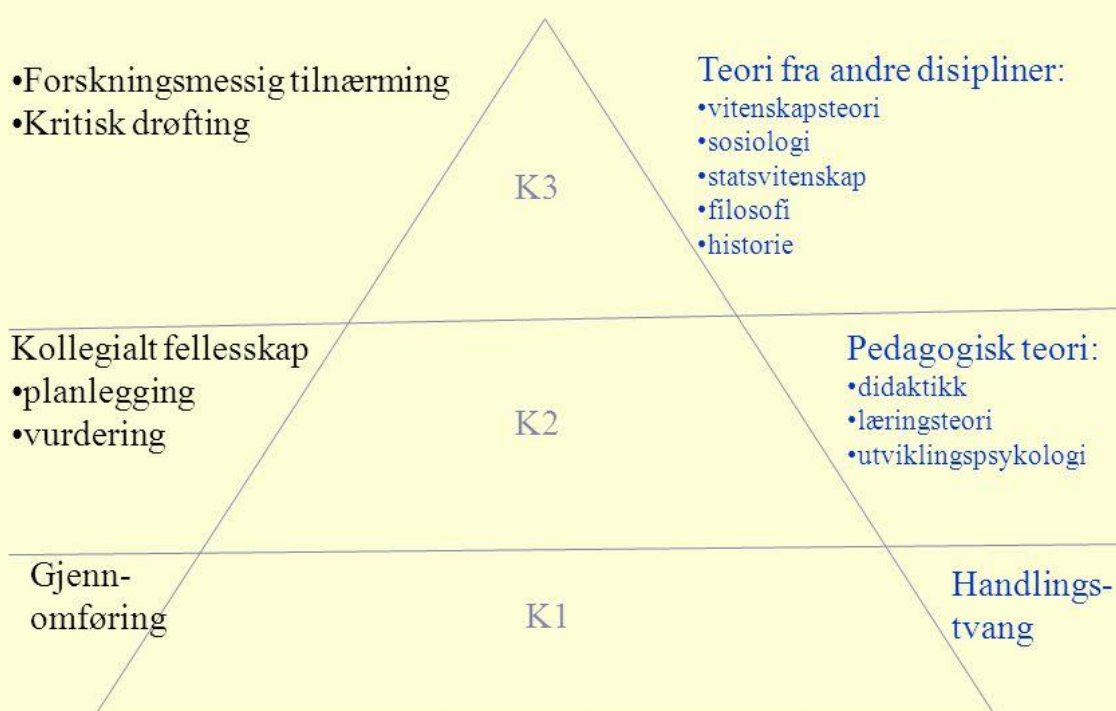 •Forskningsmessig tilnærming
•Kritisk drøfting
K3
Teori fra andre disipliner:
•vitenskapsteori
•sosiologi
•statsvitenskap
•filosofi
•historie
Kollegialt fellesskap
•planlegging
•vurdering
K2
Pedagogisk teori:
•didaktikk
•læringsteori
•utviklingspsykologi
Gjenn-
omføring
K1
Handlings-
tvang